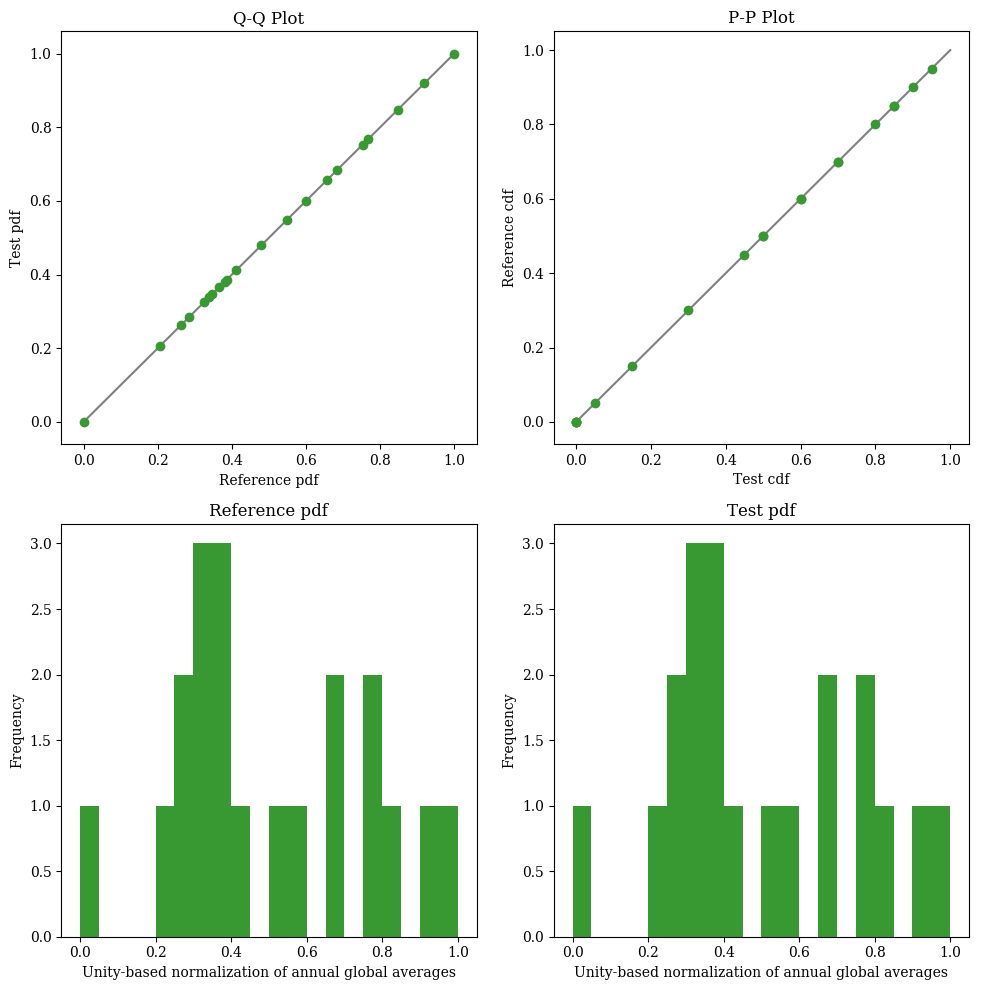 Q-Q Plot
1.0
0.8
0.6
0.4
0.2
0.0
Test pdf
0.0 0.2 0.4 0.6 0.8 1.0
Reference pdf
P-P Plot
1.0
0.8
0.6
0.4
0.2
0.0
Reference cdf
0.0 0.2 0.4 0.6 0.8 1.0
Test cdf
Reference pdf
3.0
2.5
2.0
1.5
1.0
0.5
0.0
Frequency
0.0 0.2 0.4 0.6 0.8 1.0
Unity-based normalization of annual global averages
Test pdf
3.0
2.5
2.0
1.5
1.0
0.5
0.0
Frequency
0.0 0.2 0.4 0.6 0.8 1.0
Unity-based normalization of annual global averages